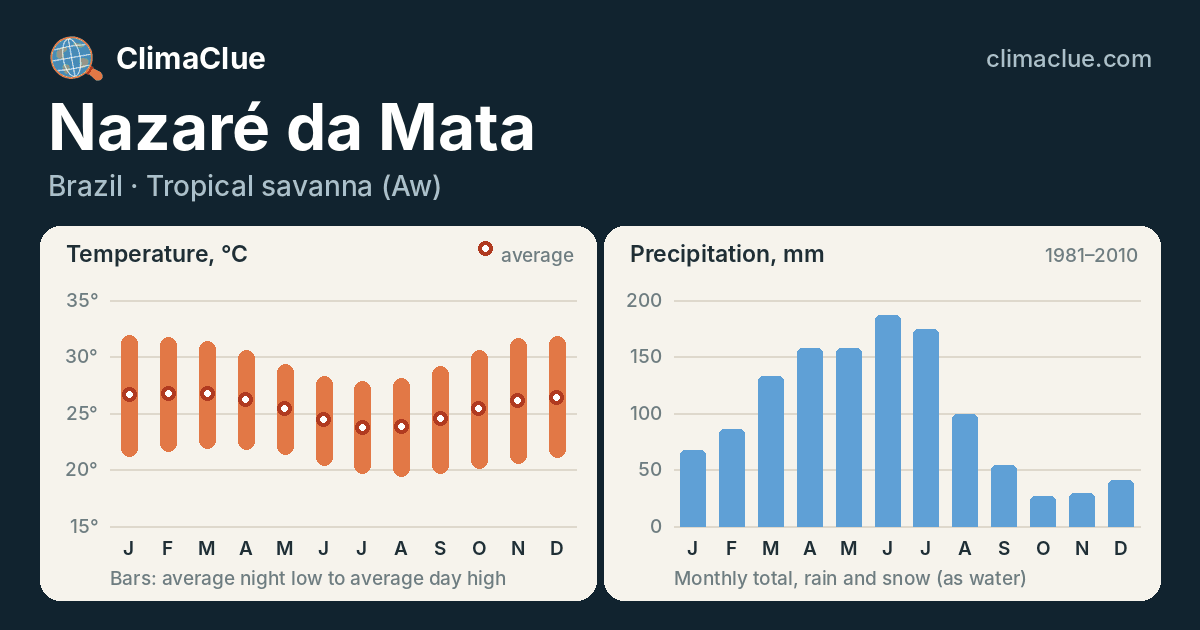 ClimaClue
climaclue.com
Nazaré da Mata
Brazil · Tropical savanna (Aw)
Temperature, °C
average
35°
30°
25°
20°
15°
J F M A M J J A S O N D
Bars: average night low to average day high
Precipitation, mm
1981–2010
200
150
100
50
0
J F M A M J J A S O N D
Monthly total, rain and snow (as water)